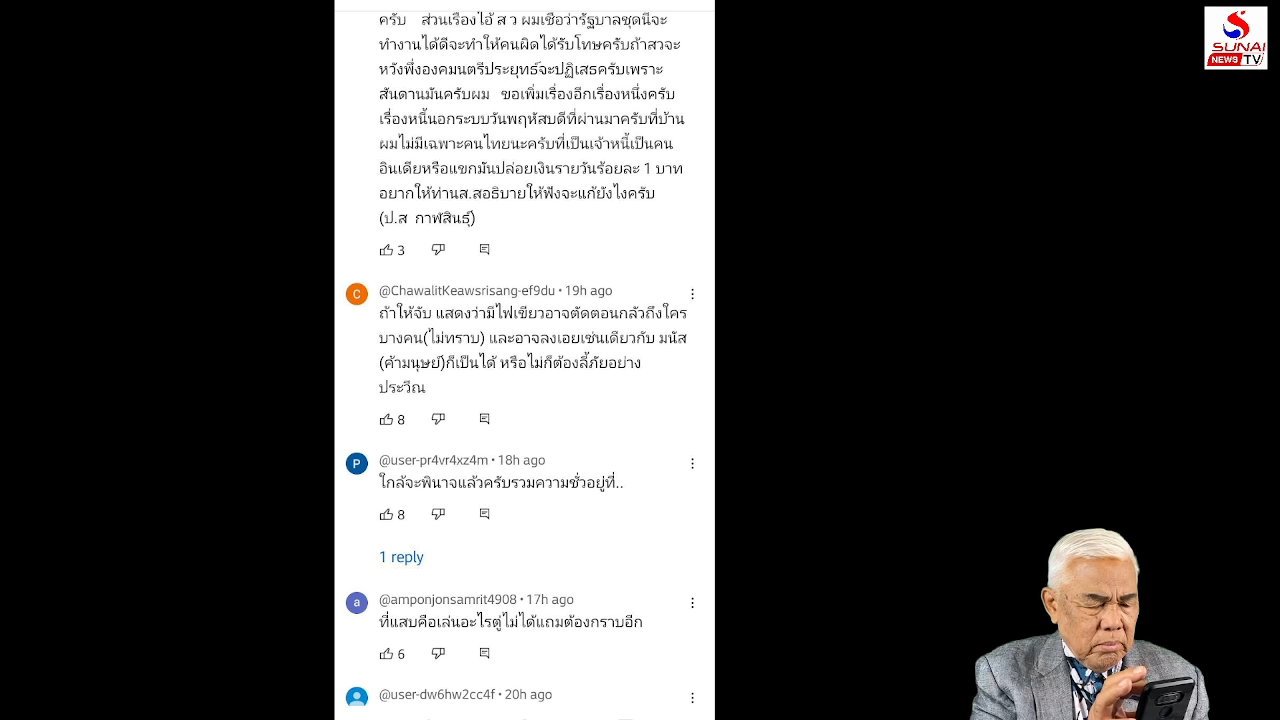 ครับ ส่วนเรื่องไอ้ ส ว ผมเชื่อว่ารัฐบาลชุดนี้จะ
ทำงานได้ดีจะทำให้คนผิดได้รับโทษครับถ้าสวจะ
หวังพึ่งองคมนตรีประยุทธ์จะปฏิเสธครับเพราะ
สันดานมันครับผม ขอเพิ่มเรื่องอีกเรื่องหนึ่งครับ
เรื่องหนี้นอกระบบวันพฤหัสบดีที่ผ่านมาครับที่บ้าน
ผมไม่มีเฉพาะคนไทยนะครับที่เป็นเจ้าหนี้เป็นคน
อินเดียหรือแขกมันปล่อยเงินรายวันร้อยละ 1 บาท
อยากให้ท่านส.สอธิบายให้ฟังจะแก้ยังไงครับ
(ป.ส กาฬสินธุ์)
3
C
@ChawalitKeawsrisang-ef9du • 19h ago
ถ้าให้จับ แสดงว่ามีไฟเขียวอาจตัดตอนกลัวถึงใคร
บางคน(ไม่ทราบ) และอาจลงเอยเช่นเดียวกับ มนัส
(ค้ามนุษย์)ก็เป็นได้ หรือไม่ก็ต้องลี้ภัยอย่าง
ประวีณ
8
P
@user-pr4vr4xz4m • 18h ago
ใกล้จะพินาจแล้วครับรวมความชั่วอยู่ที่..
8
1 reply
a
@amponjonsamrit4908 • 17h ago
ที่แสบคือเล่นอะไรตู่ไม่ได้แถมต้องกราบอีก
6
@user-dw6hw2cc4f • 20h ago
SUNAI
NEWS TV